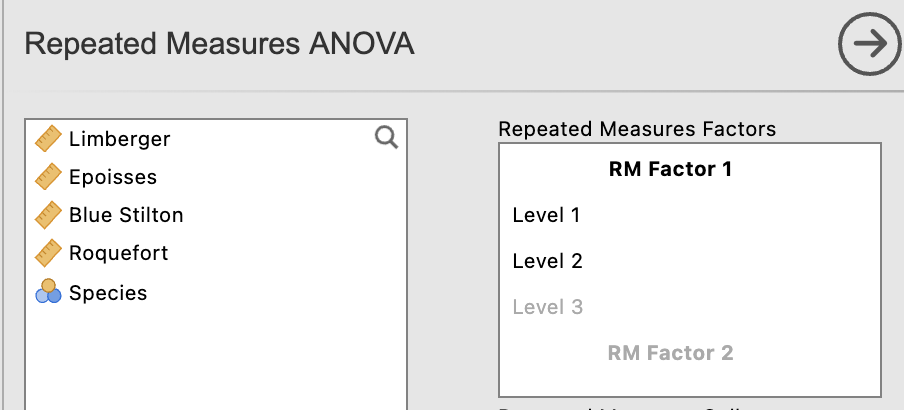 Repeated Measures ANOVA
Limberger
Epoisses
Blue Stilton
Roquefort
Species
Repeated Measures Factors
RM Factor 1
Level 1
Level 2
Level 3
RM Factor 2